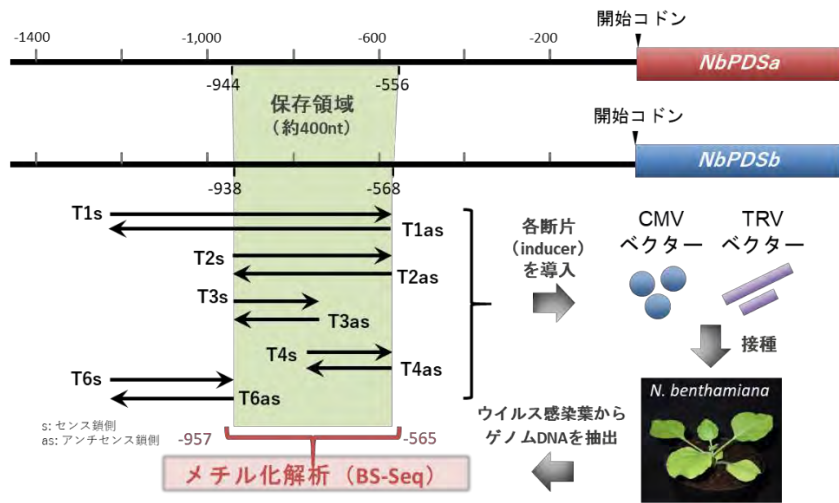 開始コドン
-1400
-1,000
-600
-200
NbPDSa
-944
-556
保存領域
（約400nt）
開始コドン
NbPDSb
-938
-568
T1s
T1as
T2s
T2as
T3s
T3as
T4s
T4as
T6s
T6as
各断片
（inducer）
を導入
CMV
ベクター
TRV
ベクター
接種
N. benthamiana
ウイルス感染葉から
ゲノムDNAを抽出
s: センス鎖側
as: アンチセンス鎖側
-957
-565
メチル化解析（BS-Seq）